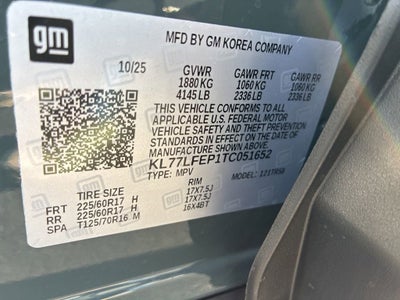 gm
MFD BY GM KOREA COMPANY
10/25 GVWR GAWR FRT GAWR RR
1880 KG 1060 KG 1060 KG
4145 LB 2336 LB 2336 LB
THIS VEHICLE CONFORMS TO ALL
APPLICABLE U.S. FEDERAL MOTOR
VEHICLE SAFETY AND THEFT PREVENTION
STANDARDS IN EFFECT ON THE DATE OF
MANUFACTURE SHOWN ABOVE.
KL77LFEP1TC051652
TYPE: MPV MODEL:
TIRE SIZE RIM
FRT 225/60R17 H 17X7.5J
RR 225/60R17 H 17X7.5J
SPA T125/70R16 M 16X4BT